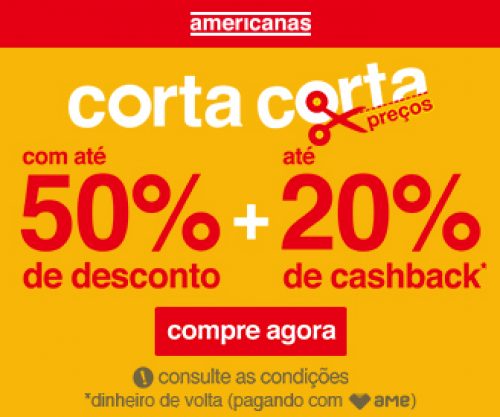 americanas
corta corta
preços
com até
50% de desconto
+
até
20% de cashback*
compre agora
! consulte as condições
*dinheiro de volta (pagando com ame)